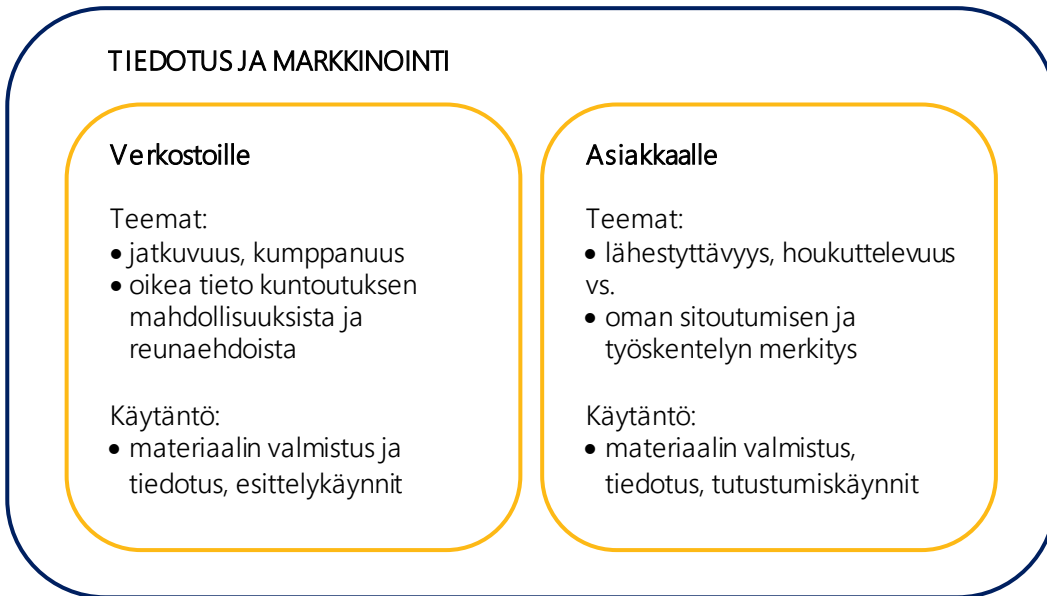 TIEDOTUS JA MARKKINOINTI
Verkostoille
Teemat:
• jatkuvuus, kumppanuus
• oikea tieto kuntoutuksen
mahdollisuuksista ja
reunaehdoista
Käytäntö:
• materiaalin valmistus ja
tiedotus, esittelykäynnit
Asiakkaalle
Teemat:
• lähestyttävyys, houkuttelevuus
vs.
• oman sitoutumisen ja
työskentelyn merkitys
Käytäntö:
• materiaalin valmistus,
tiedotus, tutustumiskäynnit